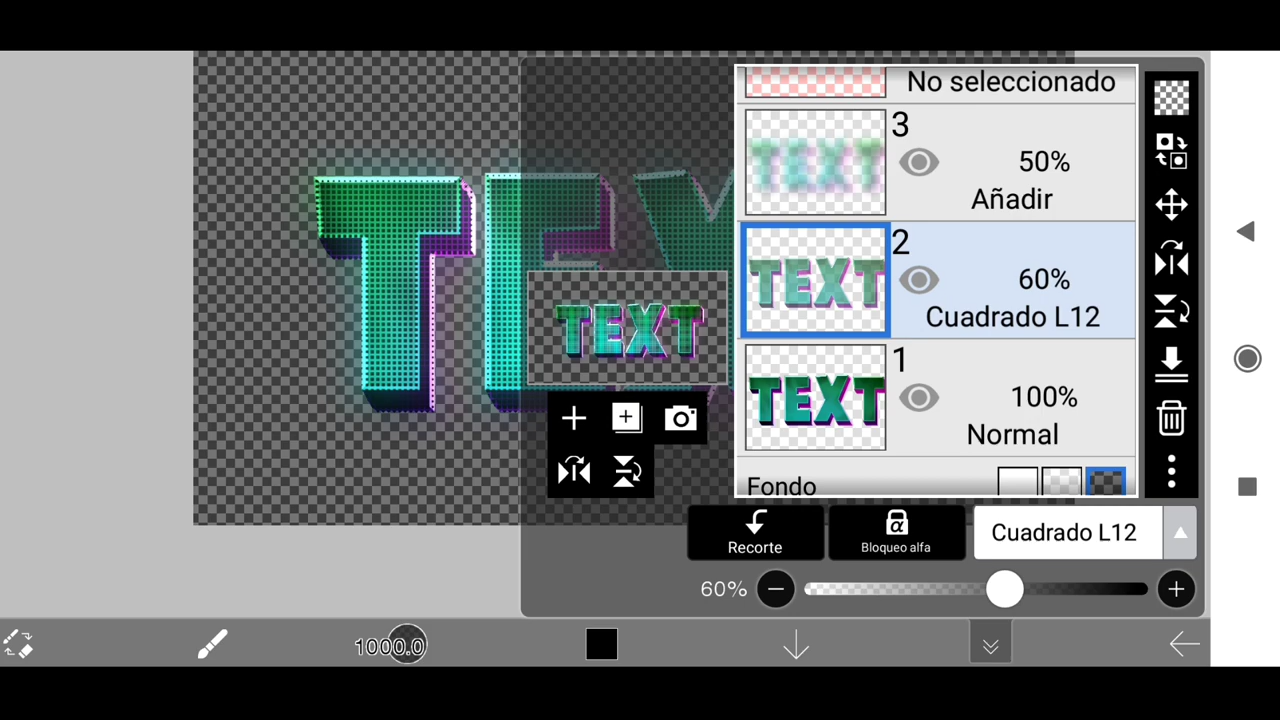 No seleccionado
3
50%
Añadir
TEXT
2
60%
Cuadrado L12
TEXT
1
100%
Normal
TEXT
Fondo
TEXT
Recorte
α
Bloqueo alfa
Cuadrado L12
60%
1000.0